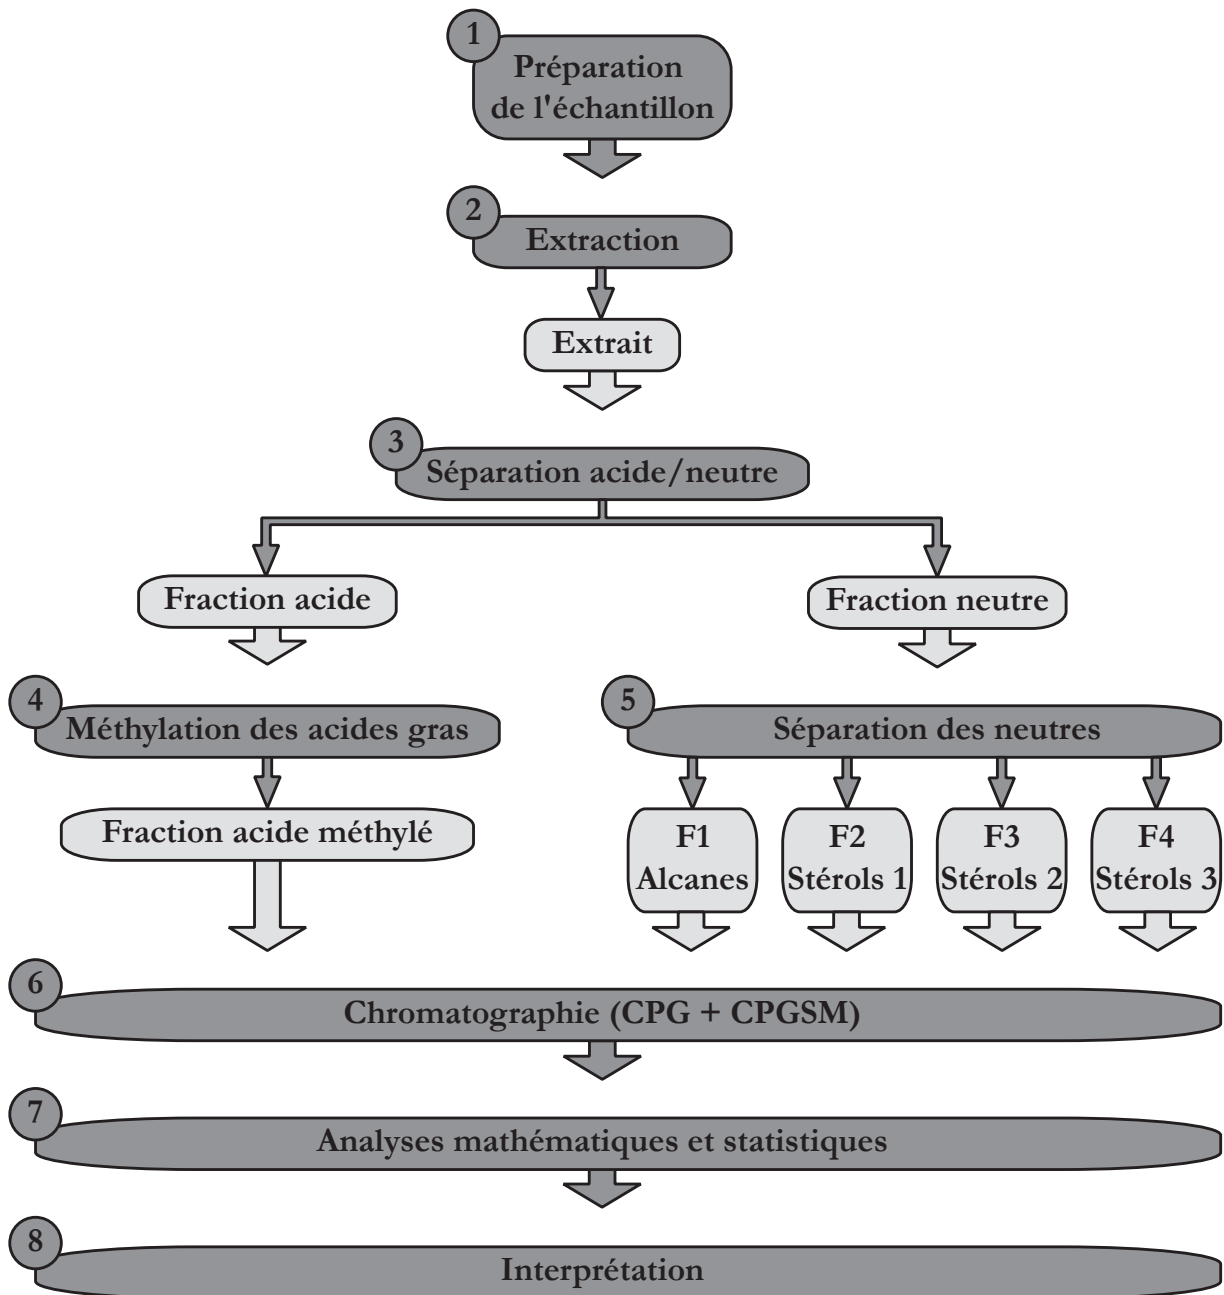 1
Préparation
de l'échantillon
2
Extraction
Extrait
3
Séparation acide/neutre
Fraction acide
Fraction neutre
4
Méthylation des acides gras
Fraction acide méthylé
5
Séparation des neutres
F1
Alcanes
F2
Stérols 1
F3
Stérols 2
F4
Stérols 3
6
Chromatographie (CPG + CPGSM)
7
Analyses mathématiques et statistiques
8
Interprétation